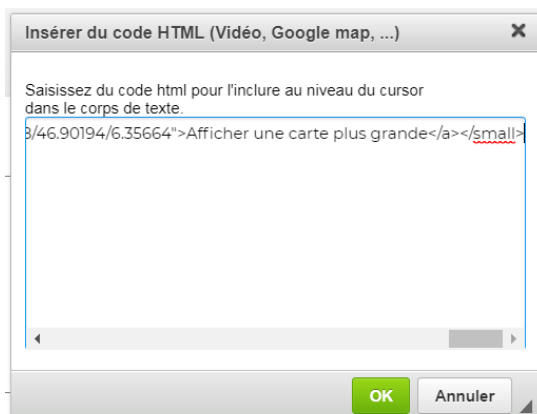 Insérer du code HTML (Vidéo, Google map, ...)
Saisissez du code html pour l'inclure au niveau du cursor
dans le corps de texte.
3/46.90194/6.35664">Afficher une carte plus grande</a></small>
OK Annuler